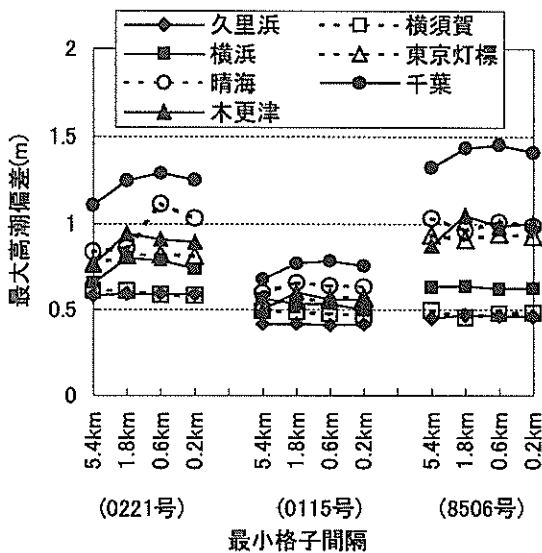 久里浜 横須賀
横浜 東京灯標
晴海 千葉
木更津
最大高潮偏差(m)
2
1.5
1
0.5
0
5.4km 1.8km 0.6km 0.2km 5.4km 1.8km 0.6km 0.2km 5.4km 1.8km 0.6km 0.2km
(0221号) (0115号) (8506号)
最小格子間隔